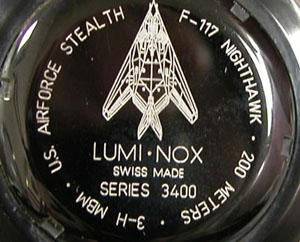 U.S. AIRFORCE STEALTH F-117 NIGHTHAWK • 200 METERS • 3-H MBM •
LUMI•NOX
SWISS MADE
SERIES 3400